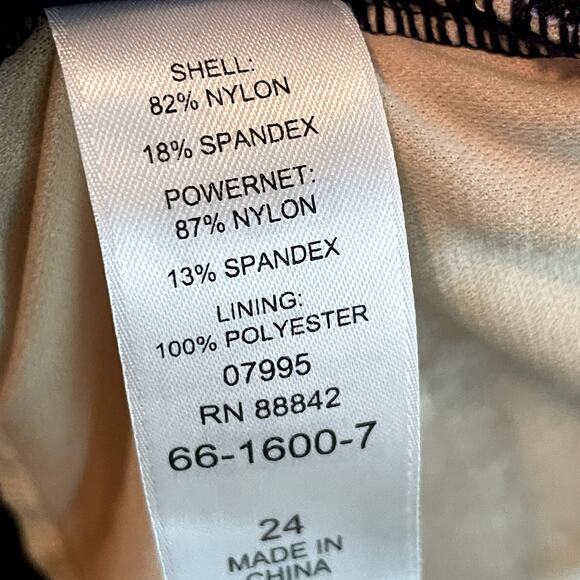 SHELL:
82% NYLON
18% SPANDEX
POWERNET:
87% NYLON
13% SPANDEX
LINING:
100% POLYESTER
07995
RN 88842
66-1600-7
24
MADE IN
CHINA